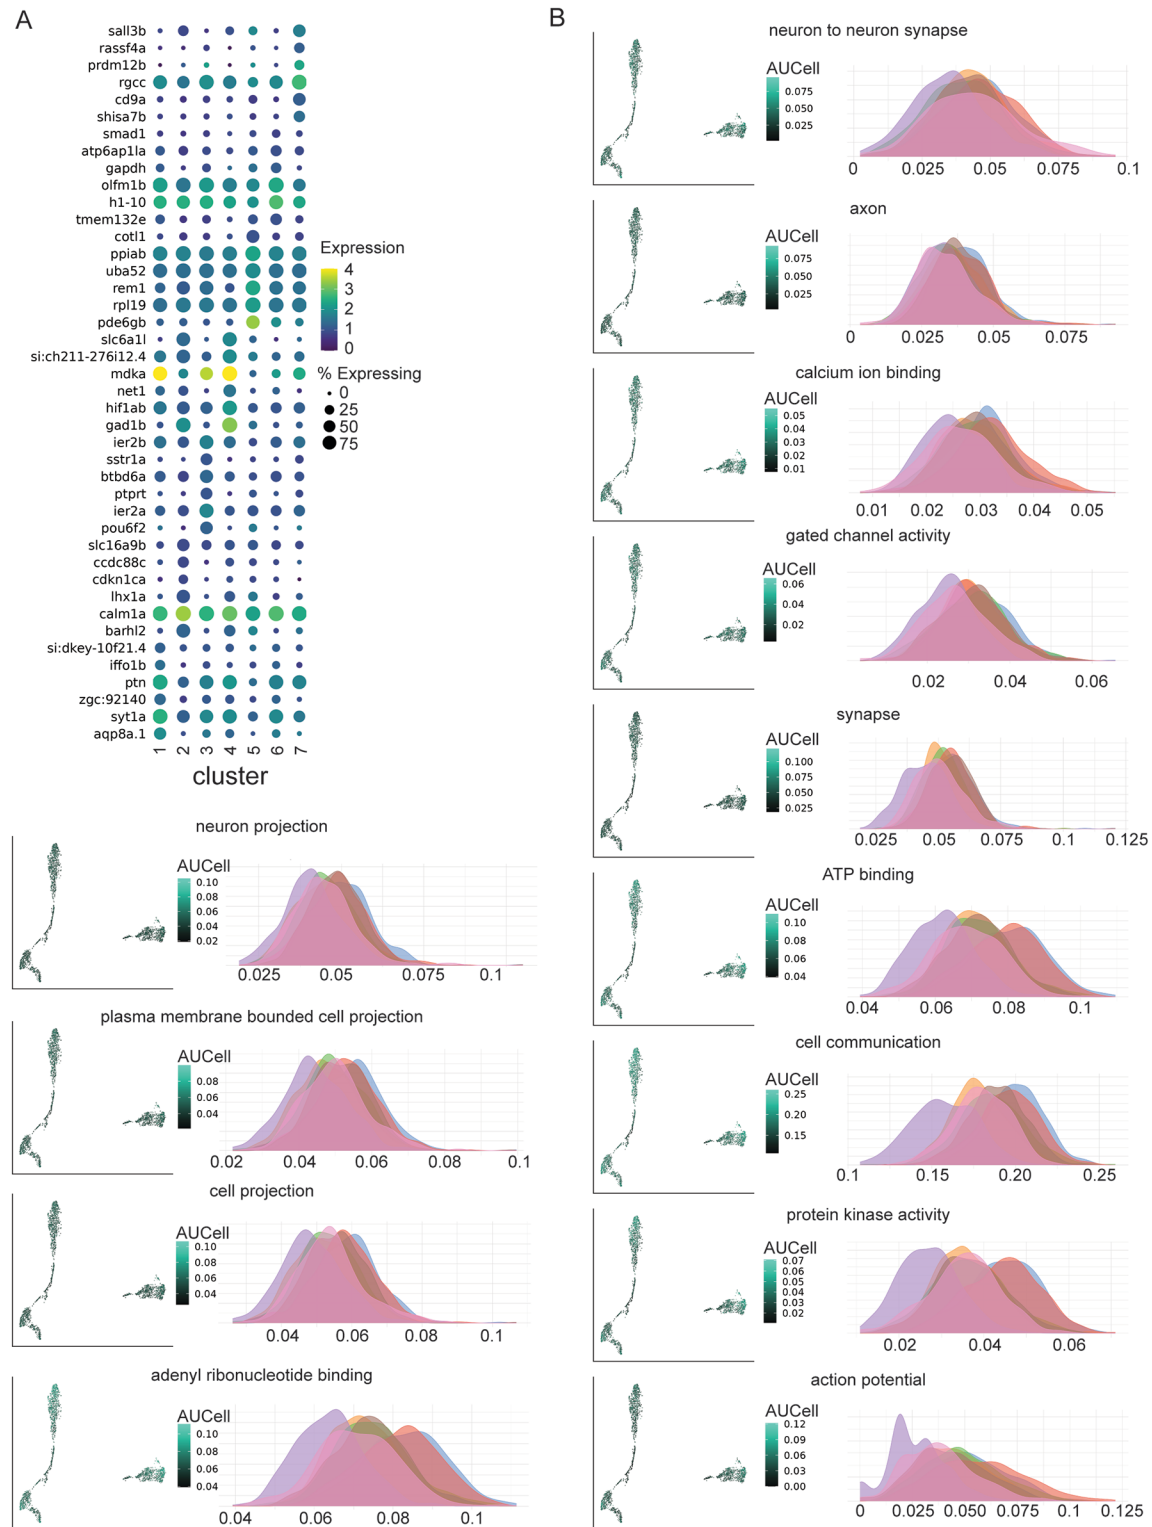 A
sall3b
rassf4a
prdm12b
rgcc
cd9a
shisa7b
smad1
atp6ap1la
gapdh
olfm1b
h1-10
tmem132e
cotl1
ppiab
uba52
rem1
rpl19
pde6gb
slc6a1l
si:ch211-276i12.4
mdka
net1
hif1ab
gad1b
ier2b
sstr1a
btbd6a
ptprt
ier2a
pou6f2
slc16a9b
ccdc88c
cdkn1ca
lhx1a
calm1a
barhl2
si:dkey-10f21.4
iffo1b
ptn
zgc:92140
syt1a
aqp8a.1
1 2 3 4 5 6 7
cluster
Expression
4
3
2
1
0
% Expressing
0
25
50
75
neuron projection
AUCell
0.10
0.08
0.06
0.04
0.02
0.025 0.05 0.075 0.1
plasma membrane bounded cell projection
AUCell
0.08
0.06
0.04
0.02 0.04 0.06 0.08 0.1
cell projection
AUCell
0.10
0.08
0.06
0.04
0.04 0.06 0.08 0.1
adenyl ribonucleotide binding
AUCell
0.10
0.08
0.06
0.04
0.04 0.06 0.08 0.1
B
neuron to neuron synapse
AUCell
0.075
0.050
0.025
0 0.025 0.05 0.075 0.1
axon
AUCell
0.075
0.050
0.025
0 0.025 0.05 0.075
calcium ion binding
AUCell
0.05
0.04
0.03
0.02
0.01
0.01 0.02 0.03 0.04 0.05
gated channel activity
AUCell
0.06
0.04
0.02
0.02 0.04 0.06
synapse
AUCell
0.100
0.075
0.050
0.025
0.025 0.05 0.075 0.1 0.125
ATP binding
AUCell
0.10
0.08
0.06
0.04
0.04 0.06 0.08 0.1
cell communication
AUCell
0.25
0.20
0.15
0.1 0.15 0.20 0.25
protein kinase activity
AUCell
0.07
0.06
0.05
0.04
0.03
0.02
0.02 0.04 0.06
action potential
AUCell
0.12
0.09
0.06
0.03
0.00
0 0.025 0.050 0.075 0.1 0.125